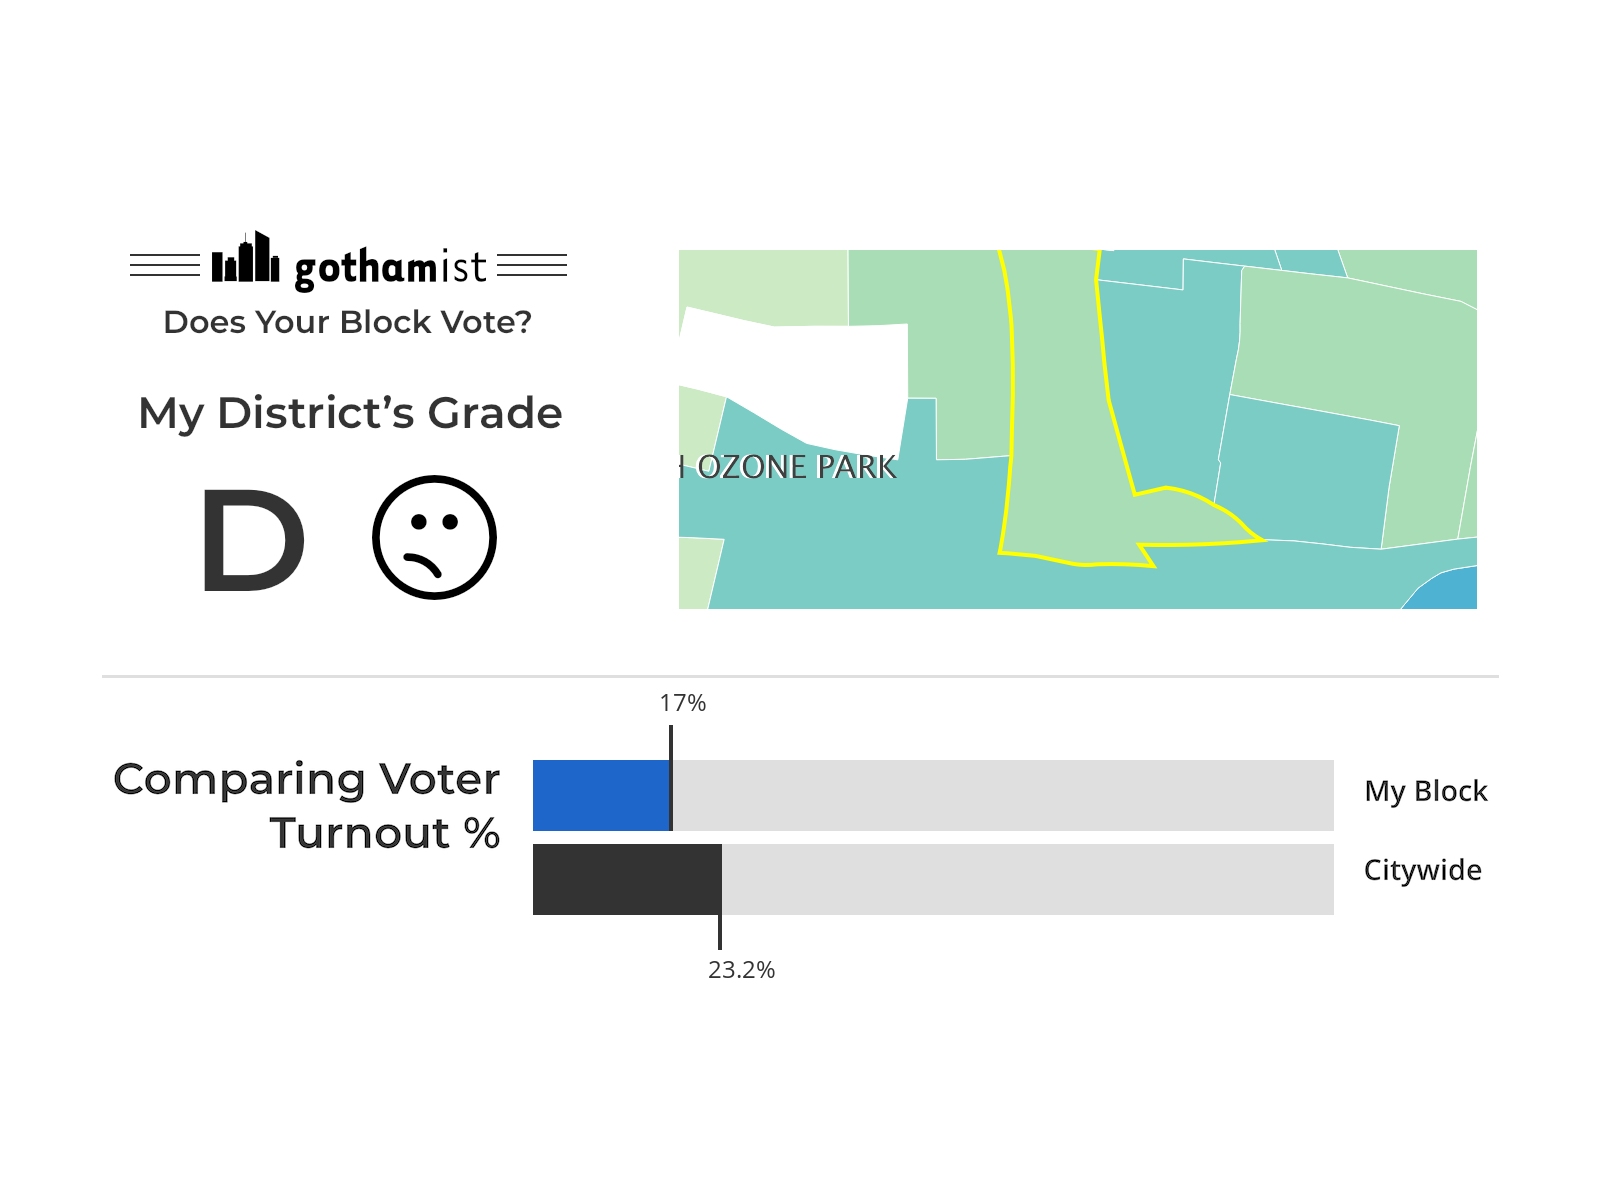 gothamist
Does Your Block Vote?
My District's Grade
D
OZONE PARK
17%
Comparing Voter
Turnout %
My Block
Citywide
23.2%